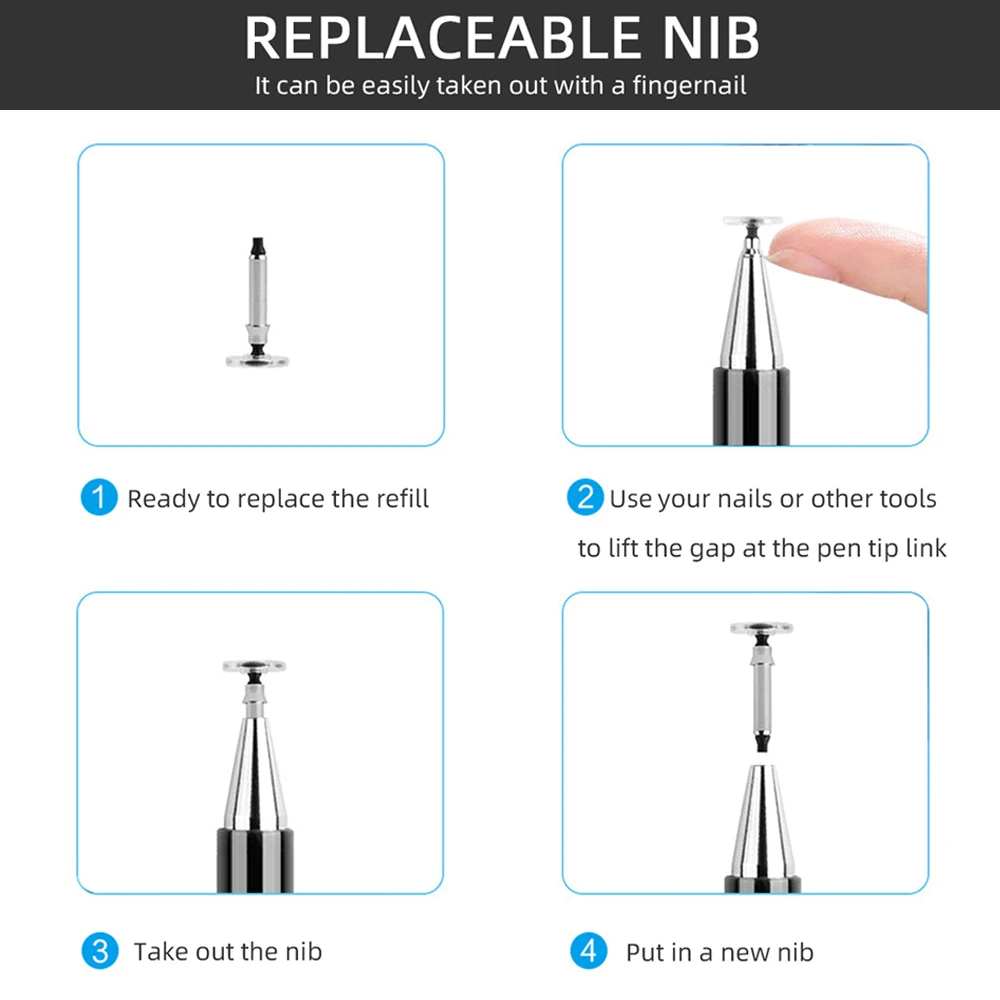 REPLACEABLE NIB
It can be easily taken out with a fingernail
1 Ready to replace the refill
2 Use your nails or other tools
to lift the gap at the pen tip link
3 Take out the nib
4 Put in a new nib